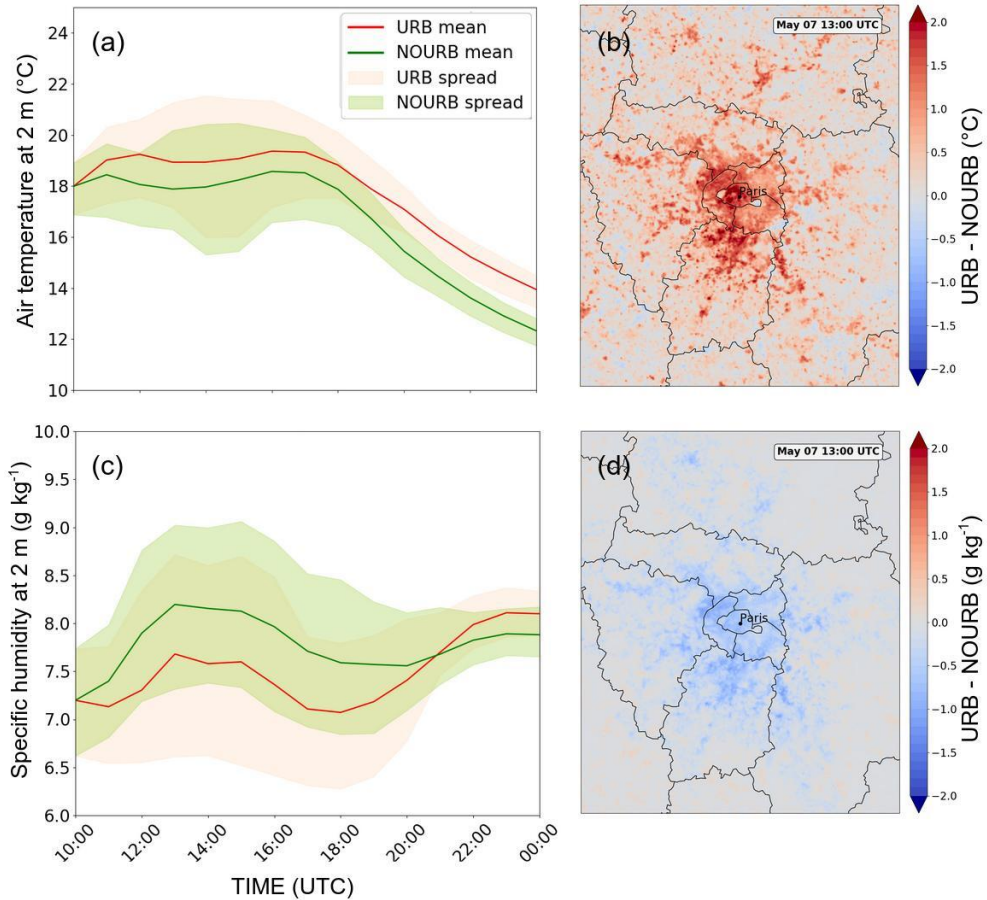 (a)
URB mean
NOURB mean
URB spread
NOURB spread
Air temperature at 2 m (°C)
24
22
20
18
16
14
12
10
(b)
May 07 13:00 UTC
Paris
2.0
1.5
1.0
0.5
0.0
−0.5
−1.0
−1.5
−2.0
URB - NOURB (°C)
(c)
Specific humidity at 2 m (g kg⁻¹)
10.0
9.5
9.0
8.5
8.0
7.5
7.0
6.5
6.0
10:00
12:00
14:00
16:00
18:00
20:00
22:00
00:00
TIME (UTC)
(d)
May 07 13:00 UTC
Paris
2.0
1.5
1.0
0.5
0.0
−0.5
−1.0
−1.5
−2.0
URB - NOURB (g kg⁻¹)